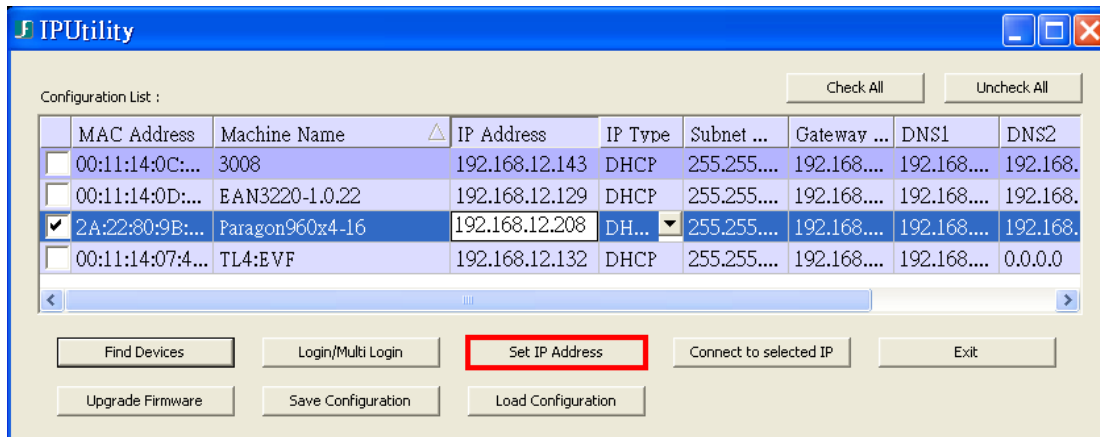 IPUtility
Check All Uncheck All
Configuration List :
MAC Address Machine Name IP Address IP Type Subnet ... Gateway ... DNS1 DNS2
00:11:14:0C:... 3008 192.168.12.143 DHCP 255.255.... 192.168.... 192.168.... 192.168.
00:11:14:0D:... EAN3220-1.0.22 192.168.12.129 DHCP 255.255.... 192.168.... 192.168.... 192.168.
2A:22:80:9B:... Paragon960x4-16 192.168.12.208 DH... 255.255.... 192.168.... 192.168.... 192.168.
00:11:14:07:4... TL4:EVF 192.168.12.132 DHCP 255.255.... 192.168.... 192.168.... 0.0.0.0
Find Devices Login/Multi Login Set IP Address Connect to selected IP Exit
Upgrade Firmware Save Configuration Load Configuration